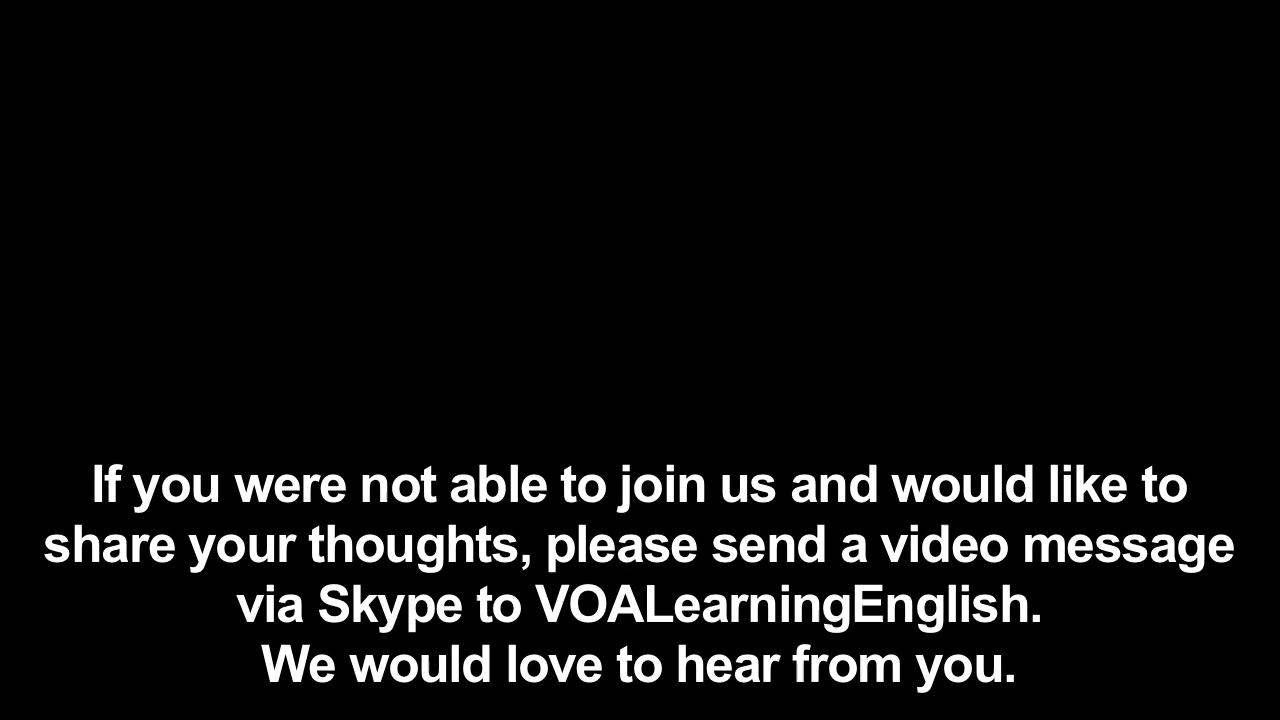 If you were not able to join us and would like to
share your thoughts, please send a video message
via Skype to VOALearningEnglish.
We would love to hear from you.